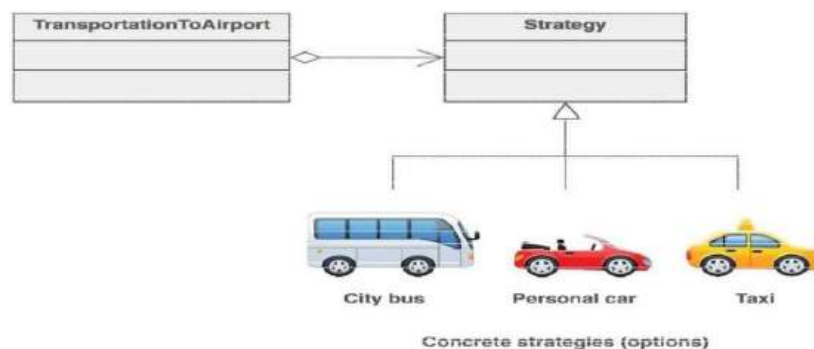 TransportationToAirport
Strategy
City bus
Personal car
Taxi
Concrete strategies (options)